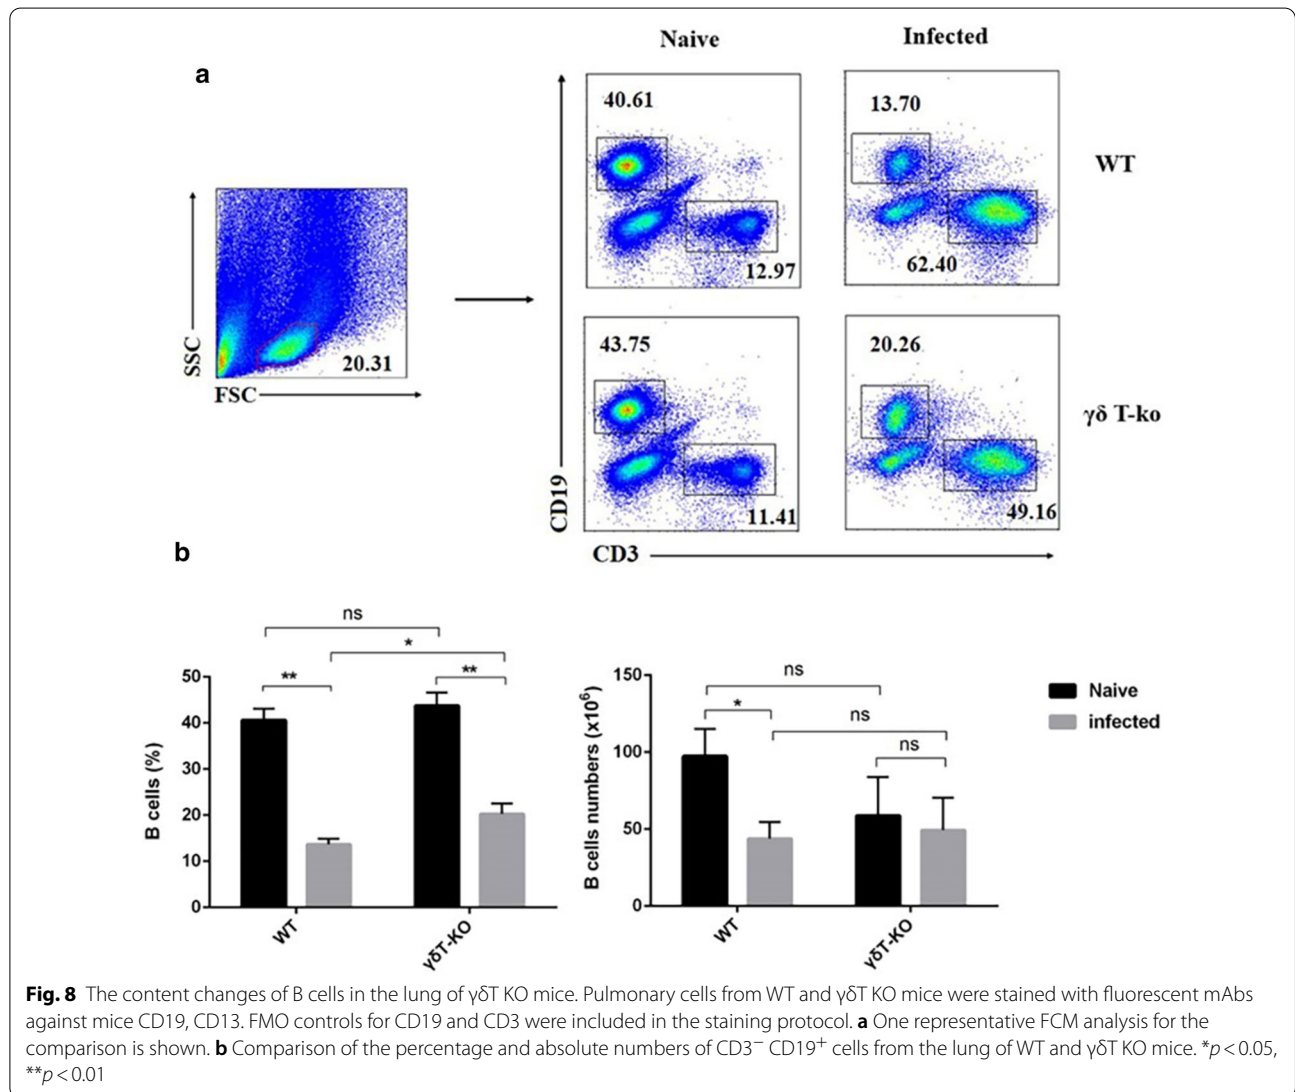 Naive
Infected
a
40.61
13.70
WT
12.97
62.40
SSC
20.31
FSC
43.75
20.26
γδ T-ko
11.41
49.16
CD19
CD3
b
ns
*
**
**
50
40
30
20
10
0
B cells (%)
WT
γδT-KO
ns
ns
*
ns
150
100
50
0
B cells numbers (x10⁶)
WT
γδT-KO
Naive
infected
Fig. 8 The content changes of B cells in the lung of γδT KO mice. Pulmonary cells from WT and γδT KO mice were stained with fluorescent mAbs
against mice CD19, CD13. FMO controls for CD19 and CD3 were included in the staining protocol. a One representative FCM analysis for the
comparison is shown. b Comparison of the percentage and absolute numbers of CD3⁻ CD19⁺ cells from the lung of WT and γδT KO mice. *p < 0.05,
**p < 0.01